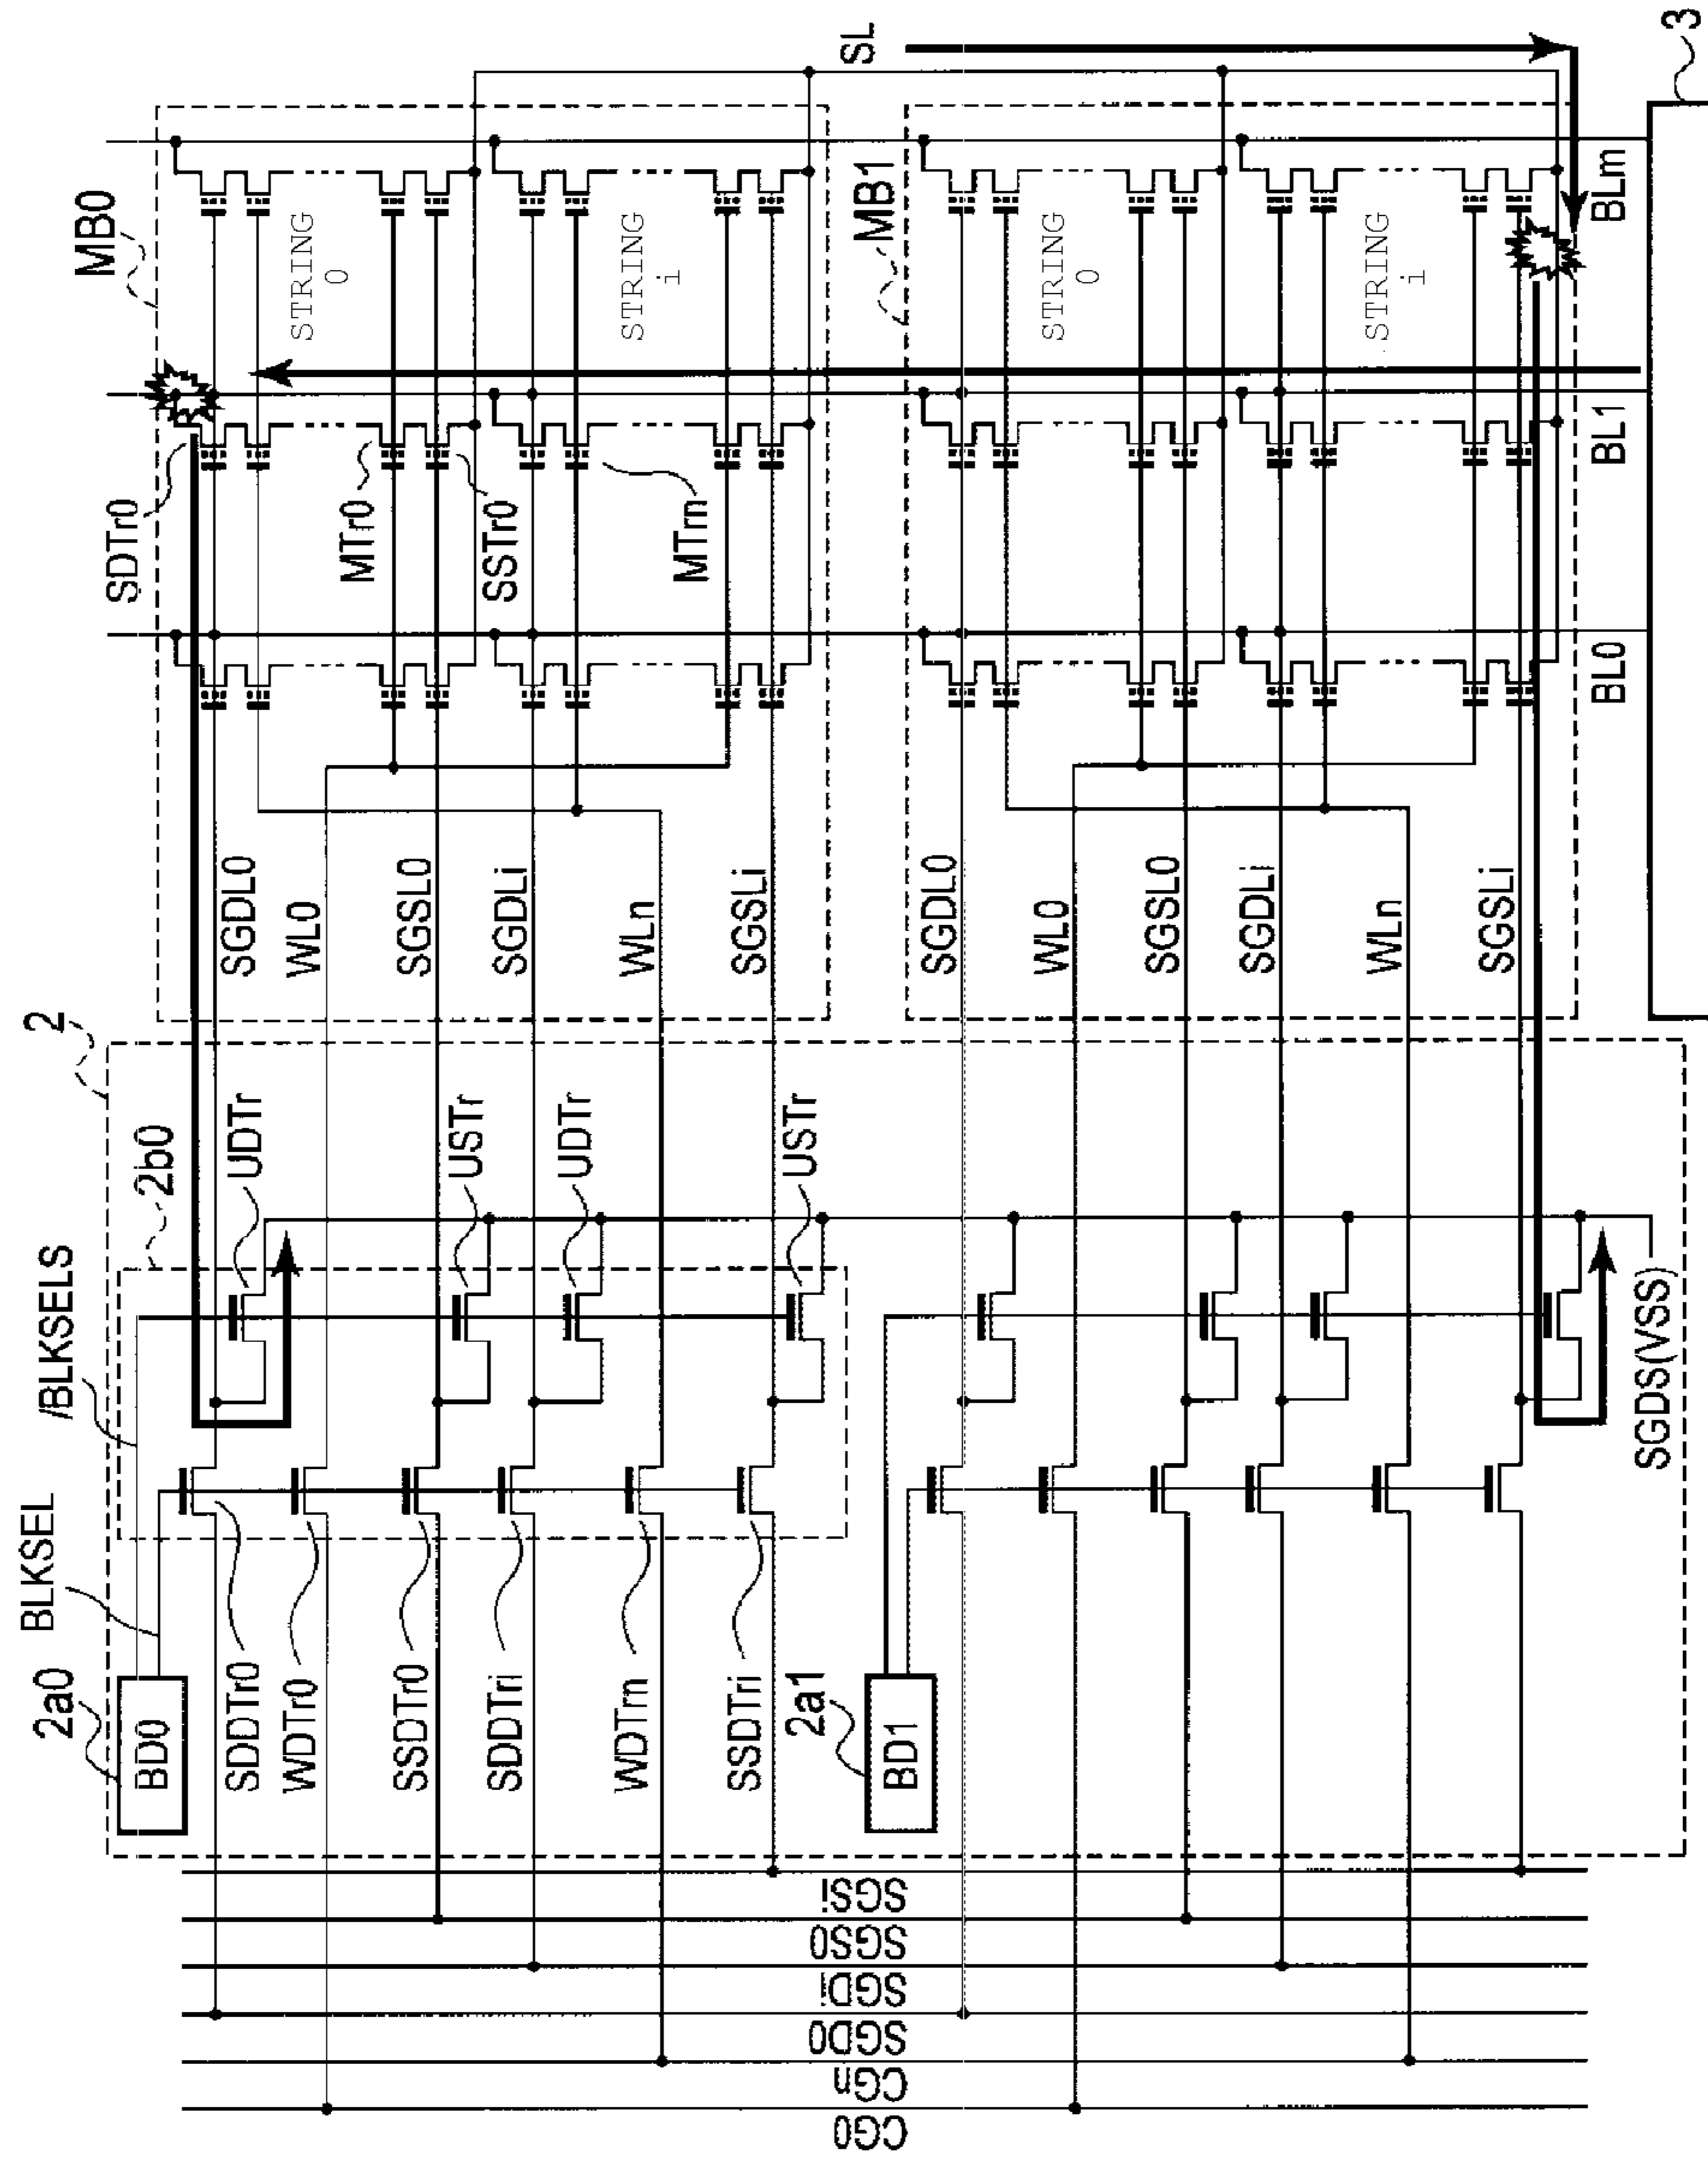 2a0
BLKSEL
/BLKSELS
2b0
2
MB0
BD0
UDTr
USTr
UDTr
USTr
SDDTr0
WDTr0
SSDTr0
SDDTri
WDTrn
SSDTri
SGDL0
WL0
SGSL0
SGDLi
WLn
SGSLi
SDTr0
MTr0
SSTr0
MTrn
STRING
0
STRING
i
SL
2a1
BD1
MB1
SGDL0
WL0
SGSL0
SGDLi
WLn
SGSLi
STRING
0
STRING
i
SGSi
SGS0
SGDi
SGD0
CGn
CG0
SGDS(VSS)
BL0
BL1
BLm
3